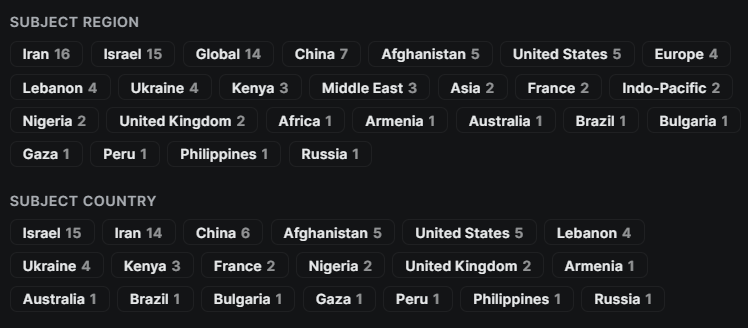 SUBJECT REGION
Iran 16 Israel 15 Global 14 China 7 Afghanistan 5 United States 5 Europe 4
Lebanon 4 Ukraine 4 Kenya 3 Middle East 3 Asia 2 France 2 Indo-Pacific 2
Nigeria 2 United Kingdom 2 Africa 1 Armenia 1 Australia 1 Brazil 1 Bulgaria 1
Gaza 1 Peru 1 Philippines 1 Russia 1
SUBJECT COUNTRY
Israel 15 Iran 14 China 6 Afghanistan 5 United States 5 Lebanon 4
Ukraine 4 Kenya 3 France 2 Nigeria 2 United Kingdom 2 Armenia 1
Australia 1 Brazil 1 Bulgaria 1 Gaza 1 Peru 1 Philippines 1 Russia 1